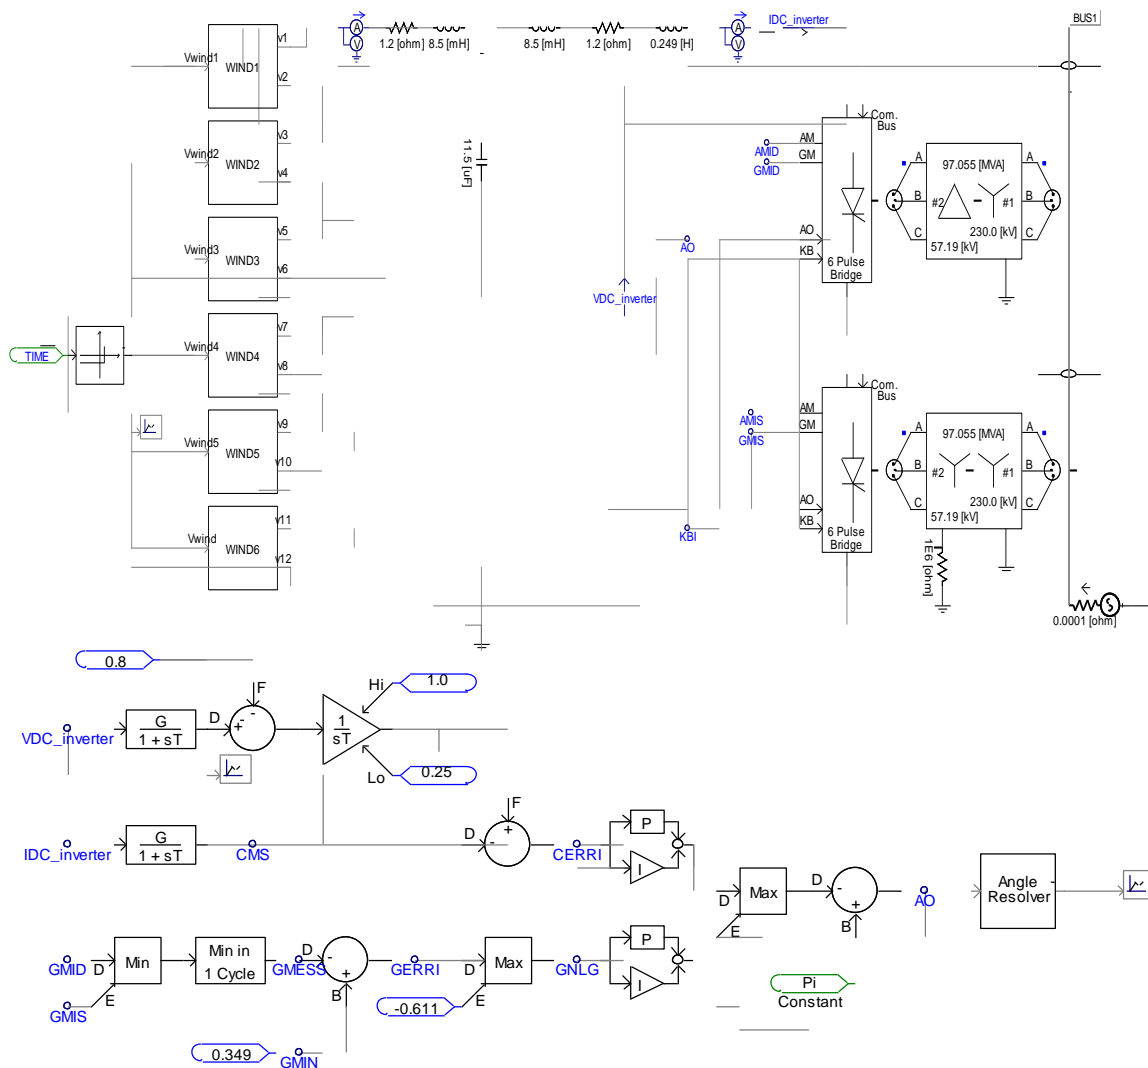 BUS1
IDC_inverter
1.2 [ohm] 8.5 [mH]
8.5 [mH] 1.2 [ohm] 0.249 [H]
A
V
A
V
Vwind1
WIND1
v1
v2
Vwind2
WIND2
v3
v4
Vwind3
WIND3
v5
v6
TIME
Vwind4
WIND4
v7
v8
Vwind5
WIND5
v9
v10
Vwind
WIND6
v11
v12
11.5 [uF]
VDC_inverter
AO
KBI
AMID
GMID
AM
GM
AO
KB
Com.
Bus
6 Pulse
Bridge
97.055 [MVA]
A
B
C
#2
#1
A
B
C
230.0 [kV]
57.19 [kV]
AMIS
GMIS
AM
GM
AO
KB
Com.
Bus
6 Pulse
Bridge
97.055 [MVA]
A
B
C
#2
#1
A
B
C
230.0 [kV]
57.19 [kV]
1E6 [ohm]
0.0001 [ohm]
0.8
VDC_inverter
G
1 + sT
D
F
+
-
-
1
sT
Hi
1.0
Lo
0.25
IDC_inverter
G
1 + sT
CMS
D
F
+
-
CERRI
P
I
D
E
Max
D
-
+
B
AO
Angle
Resolver
GMID
GMIS
D
E
Min
Min in
1 Cycle
GMESS
D
-
+
B
GERRI
D
E
Max
-0.611
GNLG
P
I
0.349
GMIN
Pi
Constant